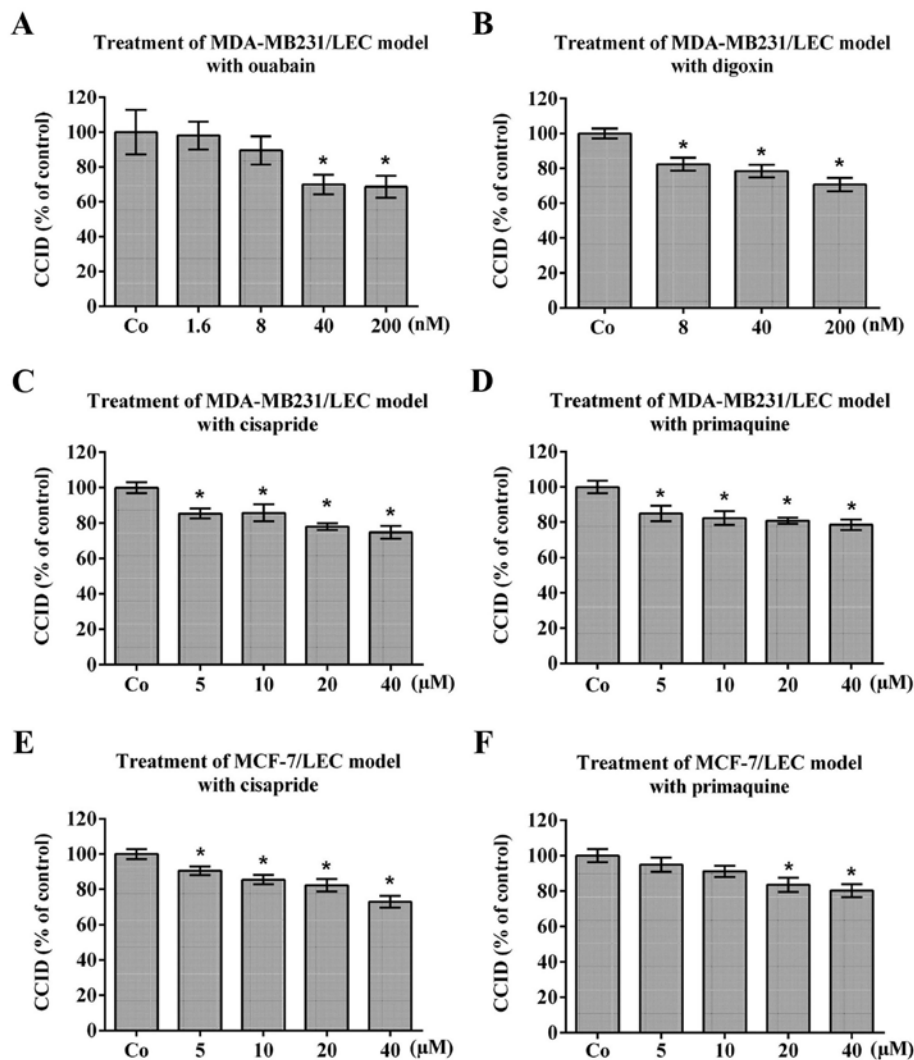 A
Treatment of MDA-MB231/LEC model
with ouabain
CCID (% of control)
120
100
80
60
40
20
0
*
*
Co 1.6 8 40 200 (nM)
B
Treatment of MDA-MB231/LEC model
with digoxin
CCID (% of control)
120
100
80
60
40
20
0
*
*
*
Co 8 40 200 (nM)
C
Treatment of MDA-MB231/LEC model
with cisapride
CCID (% of control)
120
100
80
60
40
20
0
*
*
*
*
Co 5 10 20 40 (µM)
D
Treatment of MDA-MB231/LEC model
with primaquine
CCID (% of control)
120
100
80
60
40
20
0
*
*
*
*
Co 5 10 20 40 (µM)
E
Treatment of MCF-7/LEC model
with cisapride
CCID (% of control)
120
100
80
60
40
20
0
*
*
*
*
Co 5 10 20 40 (µM)
F
Treatment of MCF-7/LEC model
with primaquine
CCID (% of control)
120
100
80
60
40
20
0
*
*
Co 5 10 20 40 (µM)